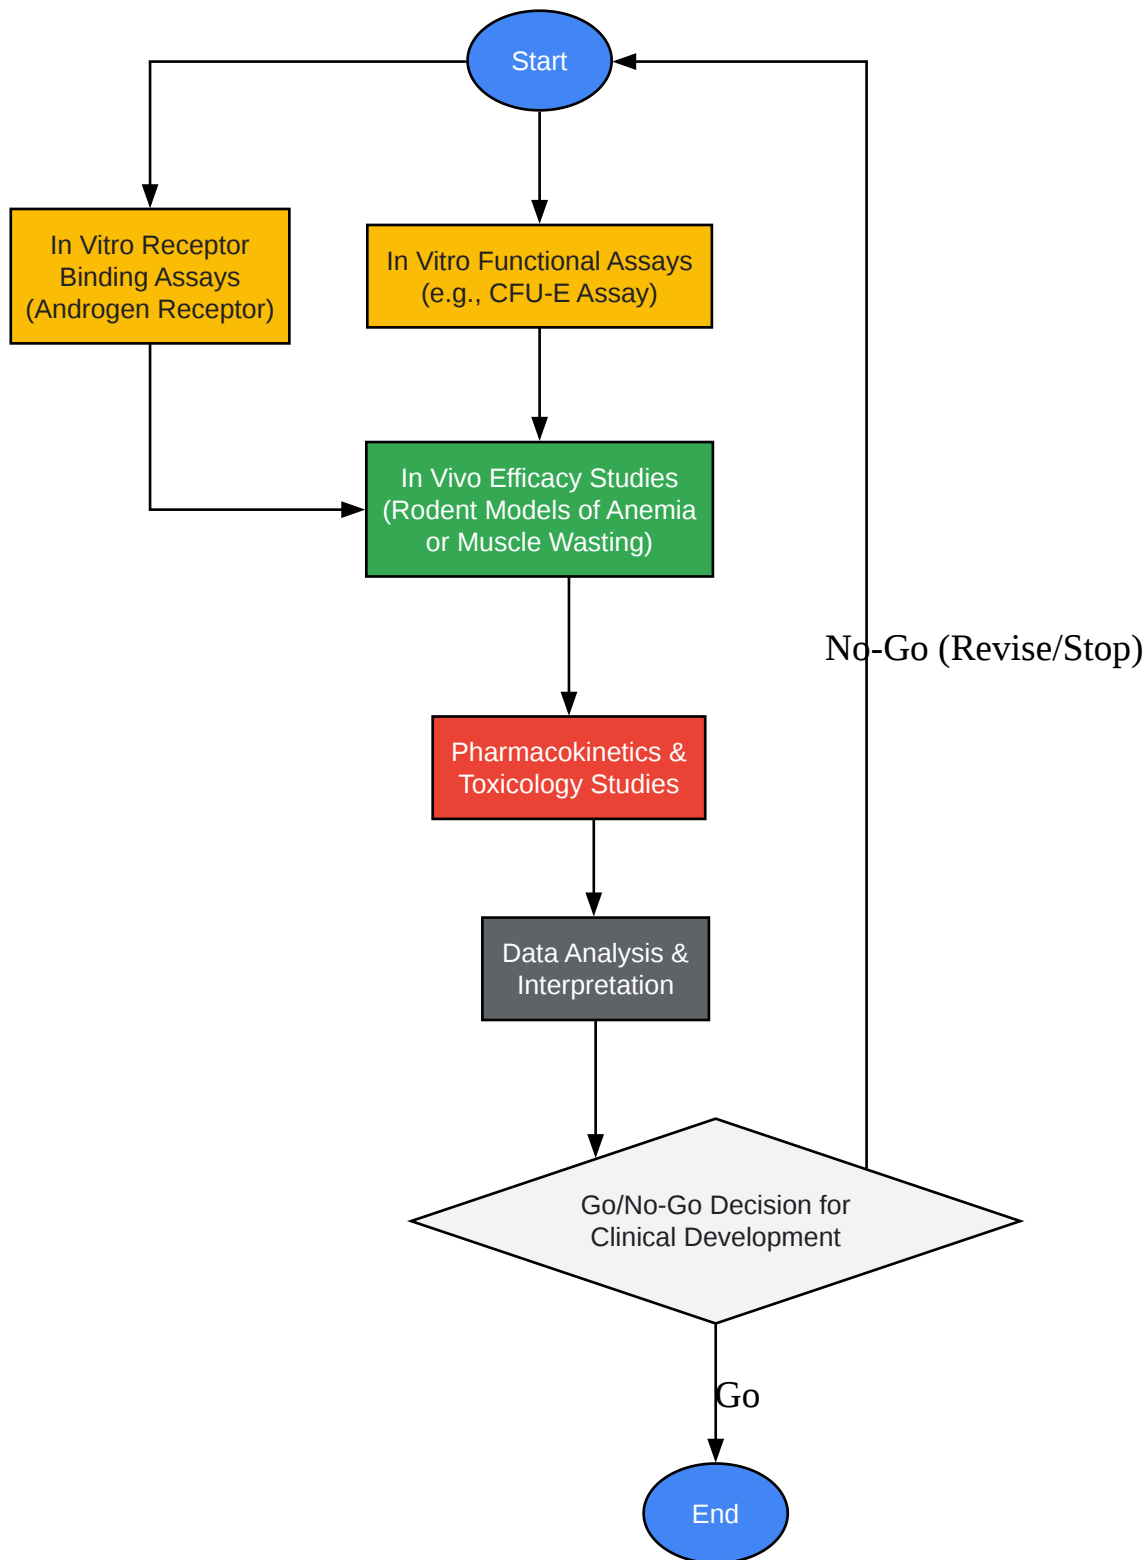 Start
In Vitro Receptor
Binding Assays
(Androgen Receptor)
In Vitro Functional Assays
(e.g., CFU-E Assay)
In Vivo Efficacy Studies
(Rodent Models of Anemia
or Muscle Wasting)
No-Go (Revise/Stop)
Pharmacokinetics &
Toxicology Studies
Data Analysis &
Interpretation
Go/No-Go Decision for
Clinical Development
Go
End